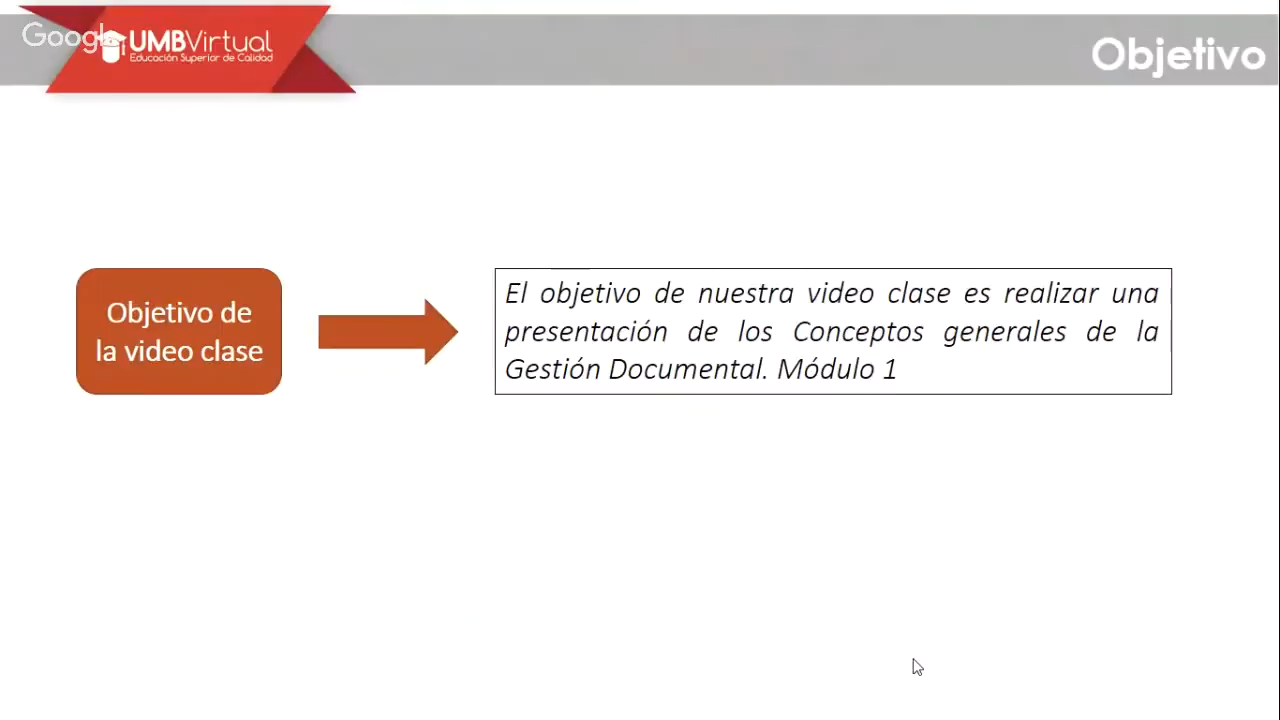 Google
UMBVirtual
Educación Superior de Calidad
Objetivo
Objetivo de
la video clase
El objetivo de nuestra video clase es realizar una
presentación de los Conceptos generales de la
Gestión Documental. Módulo 1